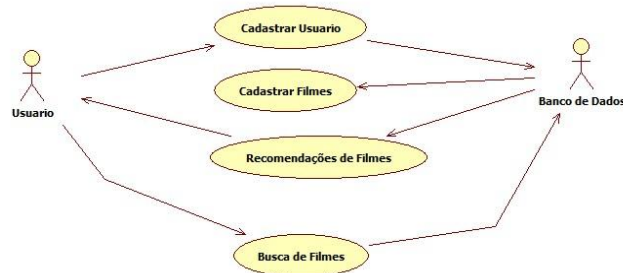 Cadastrar Usuario
Cadastrar Filmes
Usuario
Banco de Dados
Recomendações de Filmes
Busca de Filmes